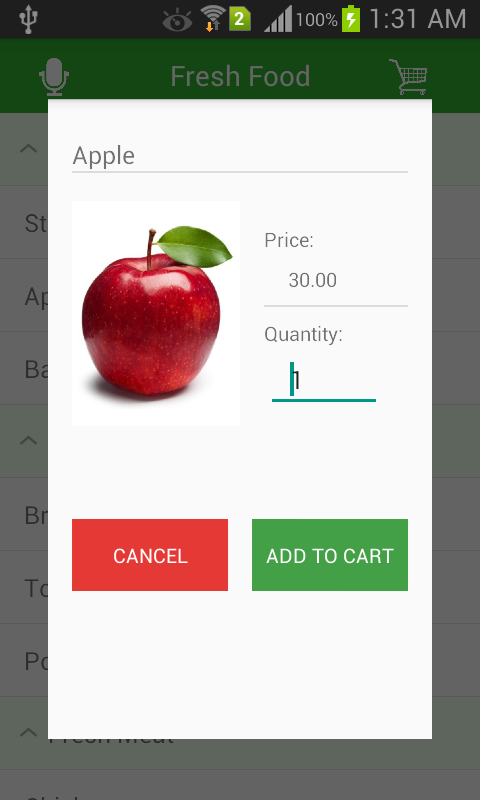 2 100% 1:31 AM
Fresh Food
Apple
Price:
30.00
Quantity:
1
CANCEL ADD TO CART
St
Ap
Ba
Br
To
Po
Fresh Meat